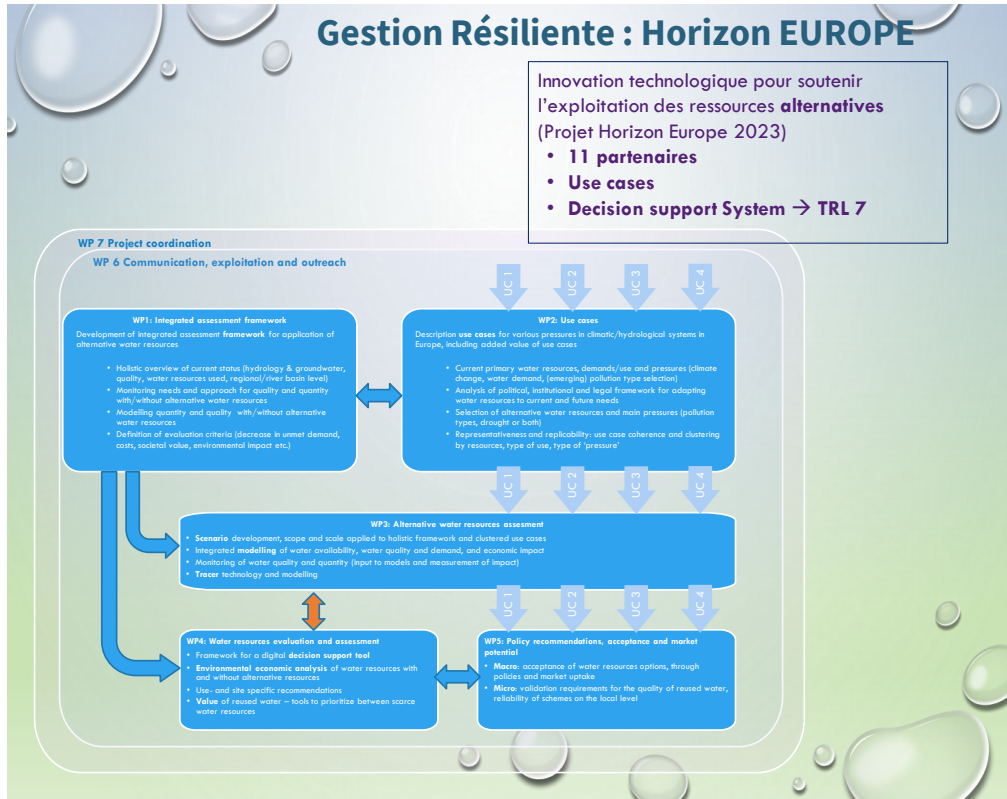 Gestion Résiliente : Horizon EUROPE
Innovation technologique pour soutenir
l'exploitation des ressources alternatives
(Projet Horizon Europe 2023)
• 11 partenaires
• Use cases
• Decision support System → TRL 7
WP 7 Project coordination
WP 6 Communication, exploitation and outreach
UC 1
UC 2
UC 3
UC 4
WP1: Integrated assessment framework
Development of integrated assessment framework for application of
alternative water resources
• Holistic overview of current status (hydrology & groundwater,
quality, water resources used, regional/river basin level)
• Monitoring needs and approach for quality and quantity
with/without alternative water resources
• Modelling quantity and quality with/without alternative
water resources
• Definition of evaluation criteria (decrease in unmet demand,
costs, societal value, environmental impact etc.)
WP2: Use cases
Description use cases for various pressures in climatic/hydrological systems in
Europe, including added value of use cases
• Current primary water resources, demands/use and pressures (climate
change, water demand, (emerging) pollution type selection)
• Analysis of political, institutional and legal framework for adapting
water resources to current and future needs
• Selection of alternative water resources and main pressures (pollution
types, drought or both)
• Representativeness and replicability: use case coherence and clustering
by resources, type of use, type of 'pressure'
UC 1
UC 2
UC 3
UC 4
WP3: Alternative water resources assesment
• Scenario development, scope and scale applied to holistic framework and clustered use cases
• Integrated modelling of water availability, water quality and demand, and economic impact
• Monitoring of water quality and quantity (input to models and measurement of impact)
• Tracer technology and modelling
UC 1
UC 2
UC 3
UC 4
WP4: Water resources evaluation and assessment
• Framework for a digital decision support tool
• Environmental economic analysis of water resources with
and without alternative resources
• Use- and site specific recommendations
• Value of reused water – tools to prioritize between scarce
water resources
WP5: Policy recommendations, acceptance and market
potential
• Macro: acceptance of water resources options, through
policies and market uptake
• Micro: validation requirements for the quality of reused water,
reliability of schemes on the local level